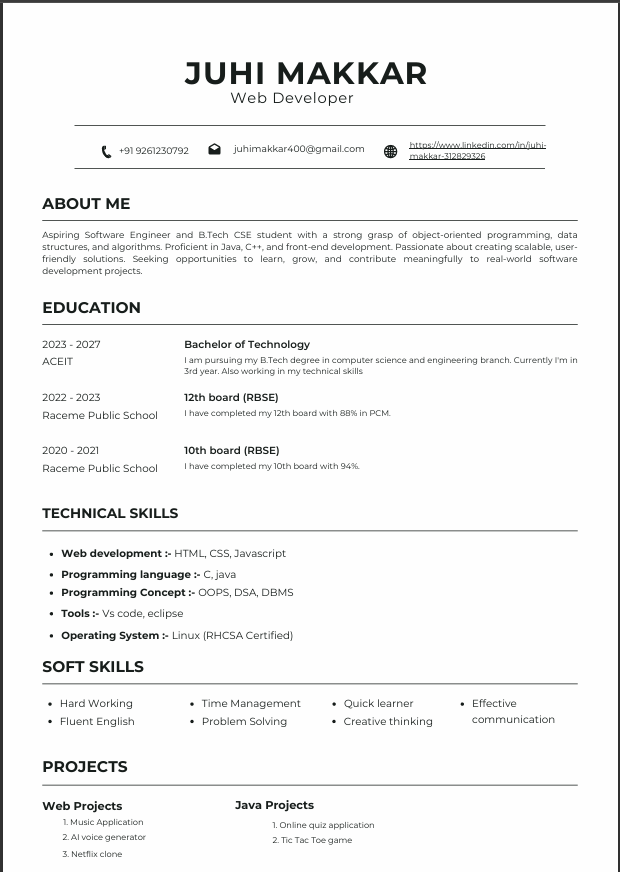 JUHI MAKKAR
Web Developer
+91 9261230792
juhimakkar400@gmail.com
https://www.linkedin.com/in/juhi-
makkar-312829326
ABOUT ME
Aspiring Software Engineer and B.Tech CSE student with a strong grasp of object-oriented programming, data
structures, and algorithms. Proficient in Java, C++, and front-end development. Passionate about creating scalable, user-
friendly solutions. Seeking opportunities to learn, grow, and contribute meaningfully to real-world software
development projects.
EDUCATION
2023 - 2027
ACEIT
Bachelor of Technology
I am pursuing my B.Tech degree in computer science and engineering branch. Currently I'm in
3rd year. Also working in my technical skills
2022 - 2023
Raceme Public School
12th board (RBSE)
I have completed my 12th board with 88% in PCM.
2020 - 2021
Raceme Public School
10th board (RBSE)
I have completed my 10th board with 94%.
TECHNICAL SKILLS
• Web development :- HTML, CSS, Javascript
• Programming language :- C, java
• Programming Concept :- OOPS, DSA, DBMS
• Tools :- Vs code, eclipse
• Operating System :- Linux (RHCSA Certified)
SOFT SKILLS
• Hard Working
• Fluent English
• Time Management
• Problem Solving
• Quick learner
• Creative thinking
• Effective
communication
PROJECTS
Web Projects
1. Music Application
2. AI voice generator
3. Netflix clone
Java Projects
1. Online quiz application
2. Tic Tac Toe game